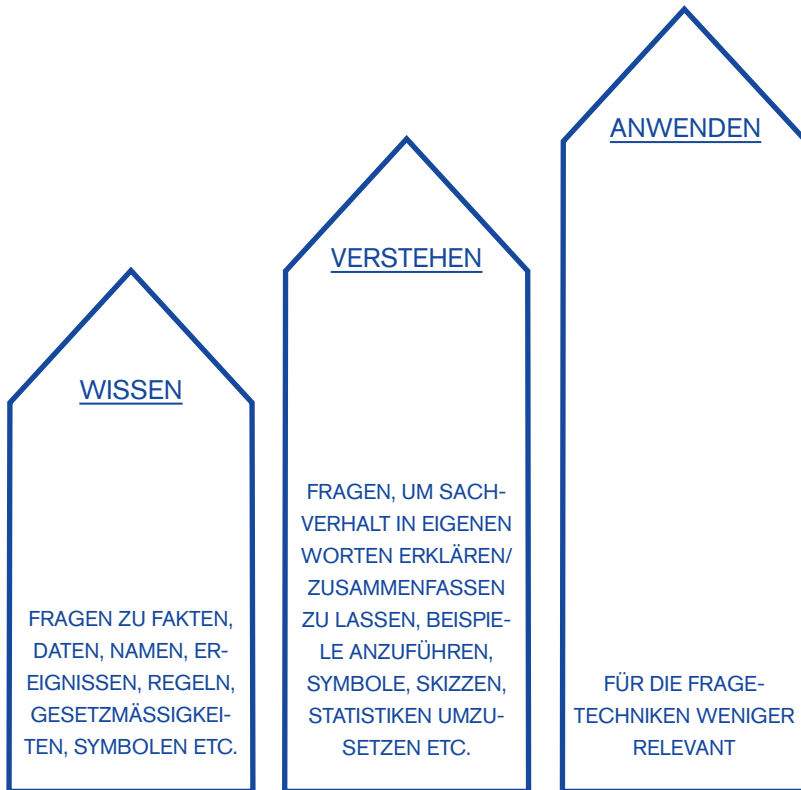 WISSEN
FRAGEN ZU FAKTEN,
DATEN, NAMEN, ER-
EIGNISSEN, REGELN,
GESETZMÄSSIGKEI-
TEN, SYMBOLEN ETC.
VERSTEHEN
FRAGEN, UM SACH-
VERHALT IN EIGENEN
WORTEN ERKLÄREN/
ZUSAMMENFASSEN
ZU LASSEN, BEISPIE-
LE ANZUFÜHREN,
SYMBOLE, SKIZZEN,
STATISTIKEN UMZU-
SETZEN ETC.
ANWENDEN
FÜR DIE FRAGE-
TECHNIKEN WENIGER
RELEVANT